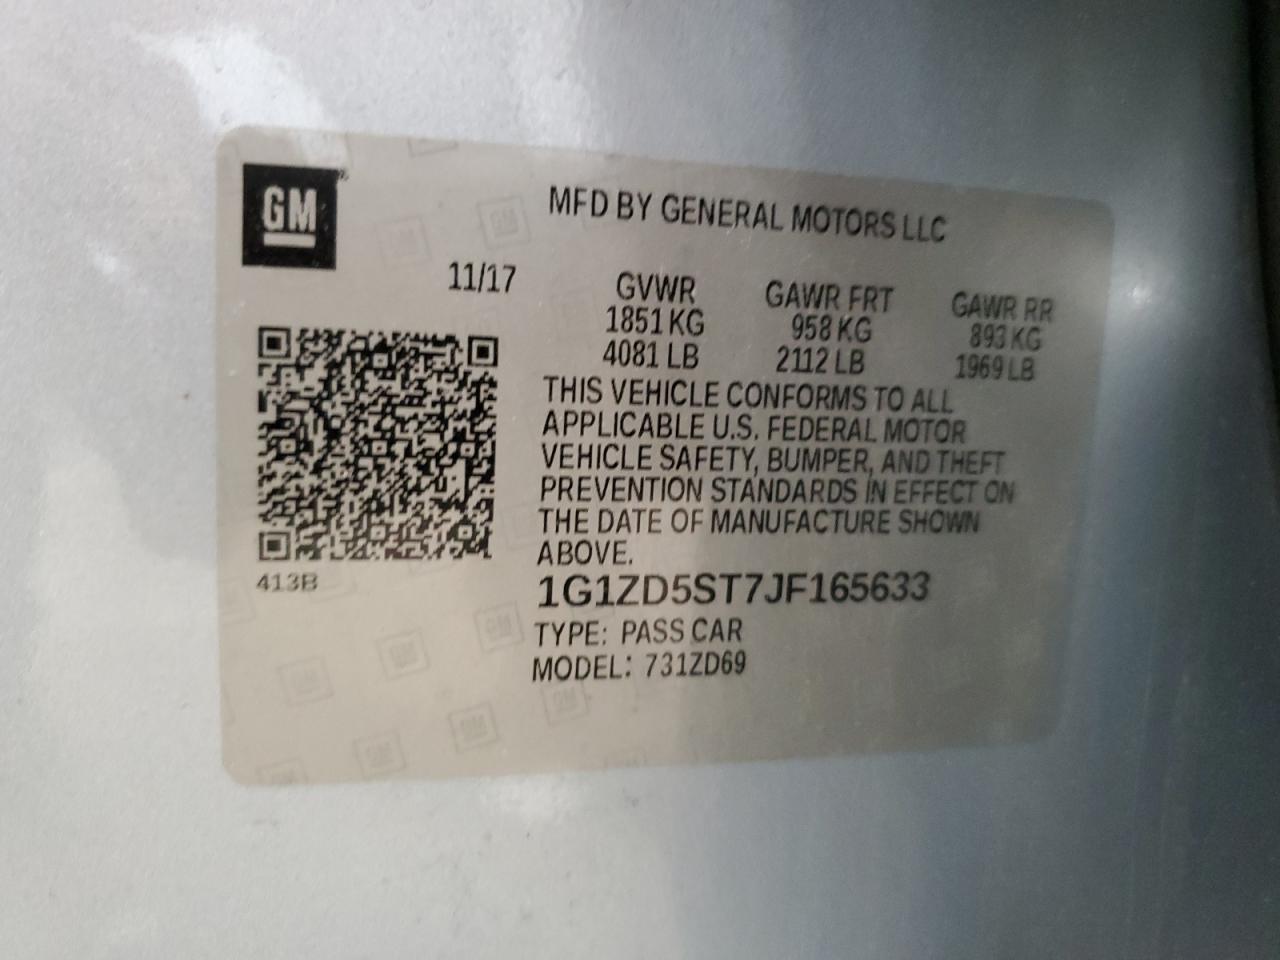 GM
MFD BY GENERAL MOTORS LLC
11/17
GVWR GAWR FRT GAWR RR
1851 KG 958 KG 893 KG
4081 LB 2112 LB 1969 LB
THIS VEHICLE CONFORMS TO ALL
APPLICABLE U.S. FEDERAL MOTOR
VEHICLE SAFETY, BUMPER, AND THEFT
PREVENTION STANDARDS IN EFFECT ON
THE DATE OF MANUFACTURE SHOWN
ABOVE.
413B
1G1ZD5ST7JF165633
TYPE: PASS CAR
MODEL: 731ZD69